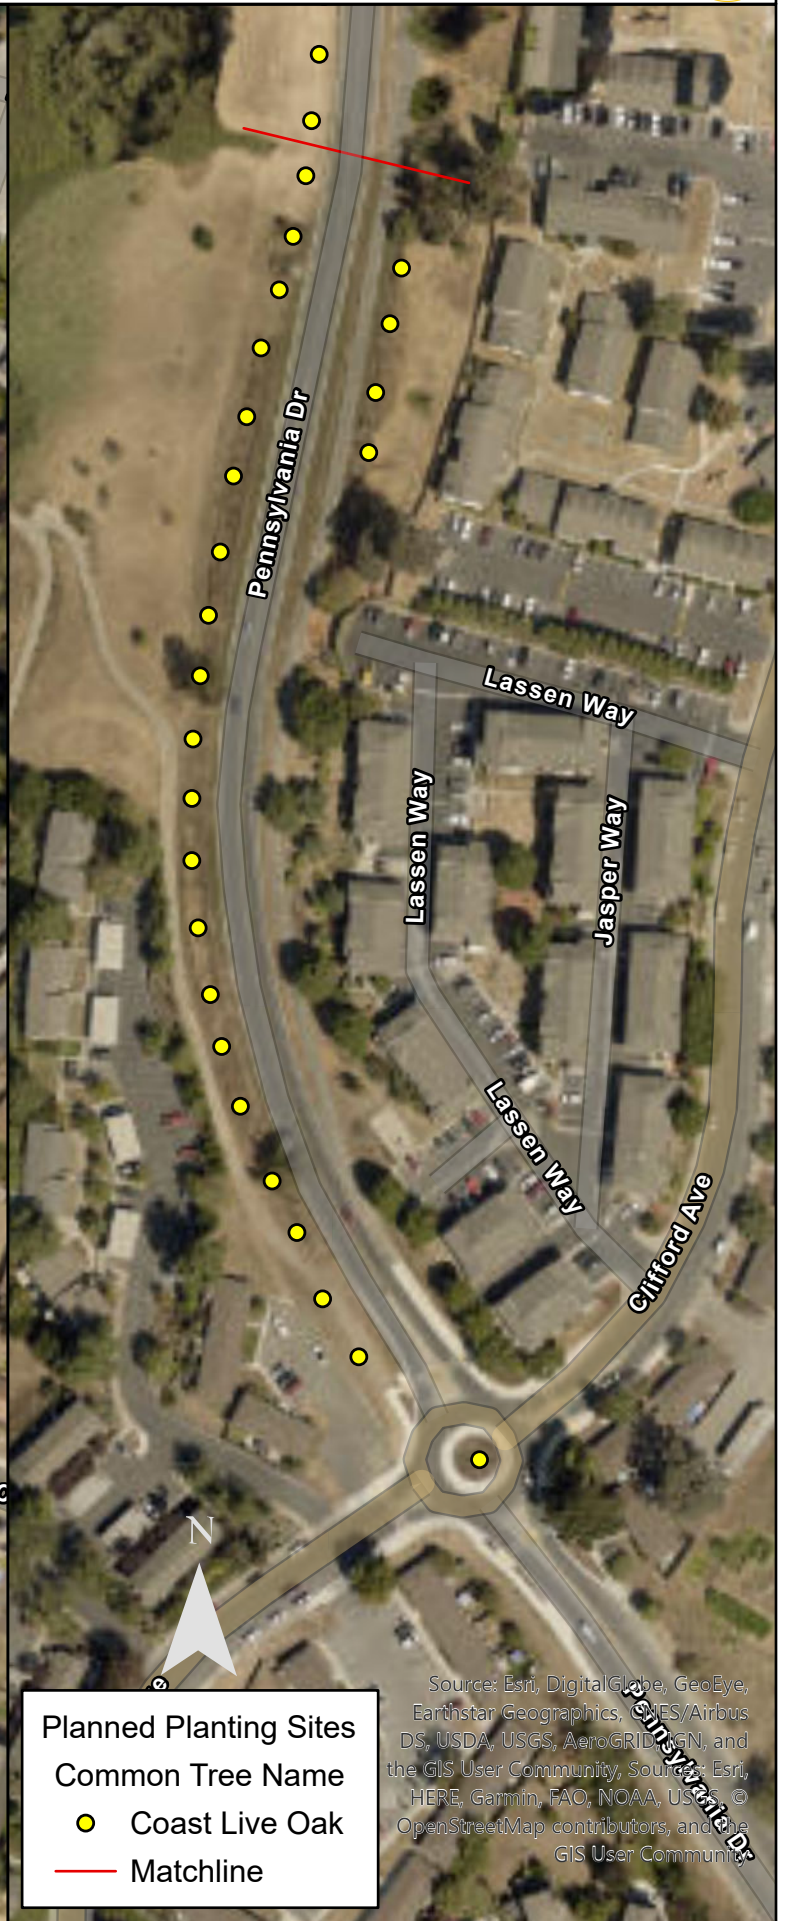 Pennsylvania Dr
Lassen Way
Lassen Way
Jasper Way
Lassen Way
Clifford Ave
N
Planned Planting Sites
Common Tree Name
Coast Live Oak
Matchline
Source: Esri, DigitalGlobe, GeoEye,
Earthstar Geographics, CNES/Airbus
DS, USDA, USGS, AeroGRID, IGN, and
the GIS User Community, Sources: Esri,
HERE, Garmin, FAO, NOAA, USGS, ©
OpenStreetMap contributors, and the
GIS User Community
Pennsylvania Dr